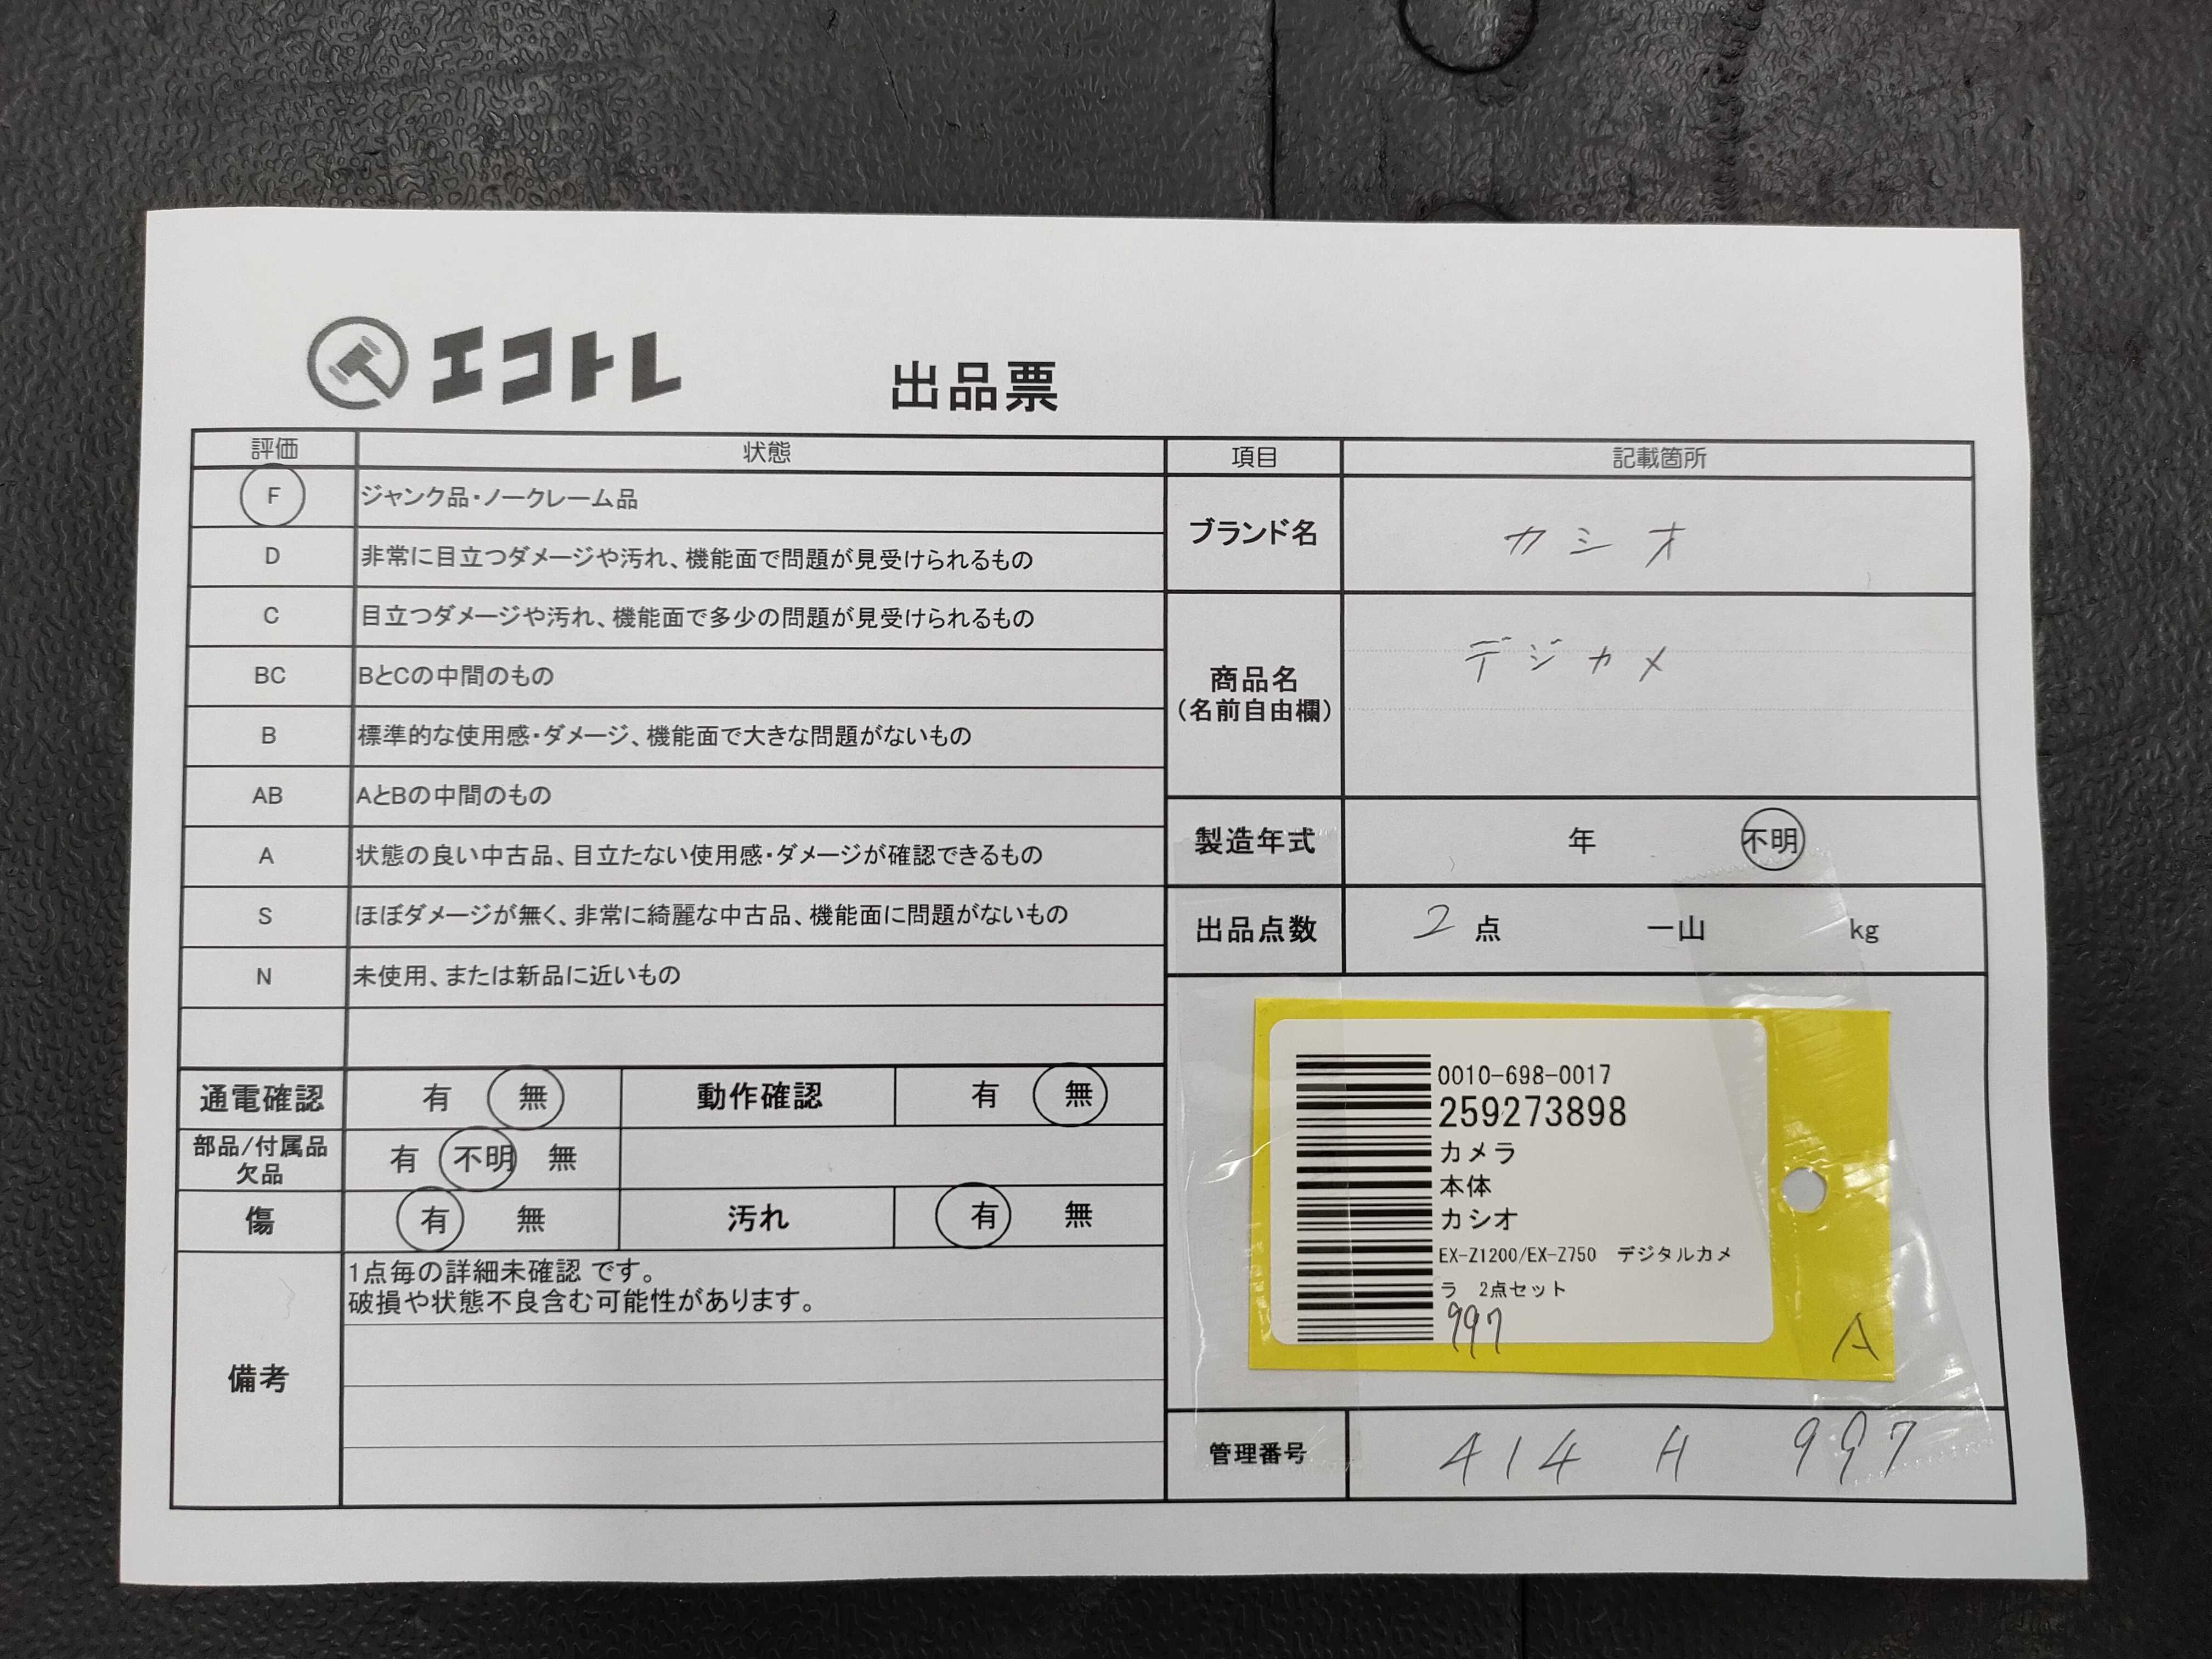 エコトレ
出品票
評価 状態
F ジャンク品・ノークレーム品
D 非常に目立つダメージや汚れ、機能面で問題が見受けられるもの
C 目立つダメージや汚れ、機能面で多少の問題が見受けられるもの
BC BとCの中間のもの
B 標準的な使用感・ダメージ、機能面で大きな問題がないもの
AB AとBの中間のもの
A 状態の良い中古品、目立たない使用感・ダメージが確認できるもの
S ほぼダメージが無く、非常に綺麗な中古品、機能面に問題がないもの
N 未使用、または新品に近いもの
通電確認 有 無 動作確認 有 無
部品/付属品
欠品
有 不明 無
傷 有 無 汚れ 有 無
備考
1点毎の詳細未確認 です。
破損や状態不良含む可能性があります。
項目 記載箇所
ブランド名 カシオ
商品名
(名前自由欄)
デジカメ
製造年式 年 不明
出品点数 2 点 一山 kg
0010-698-0017
259273898
カメラ
本体
カシオ
EX-Z1200/EX-Z750 デジタルカメ
ラ 2点セット
997
A
管理番号 414 H 997